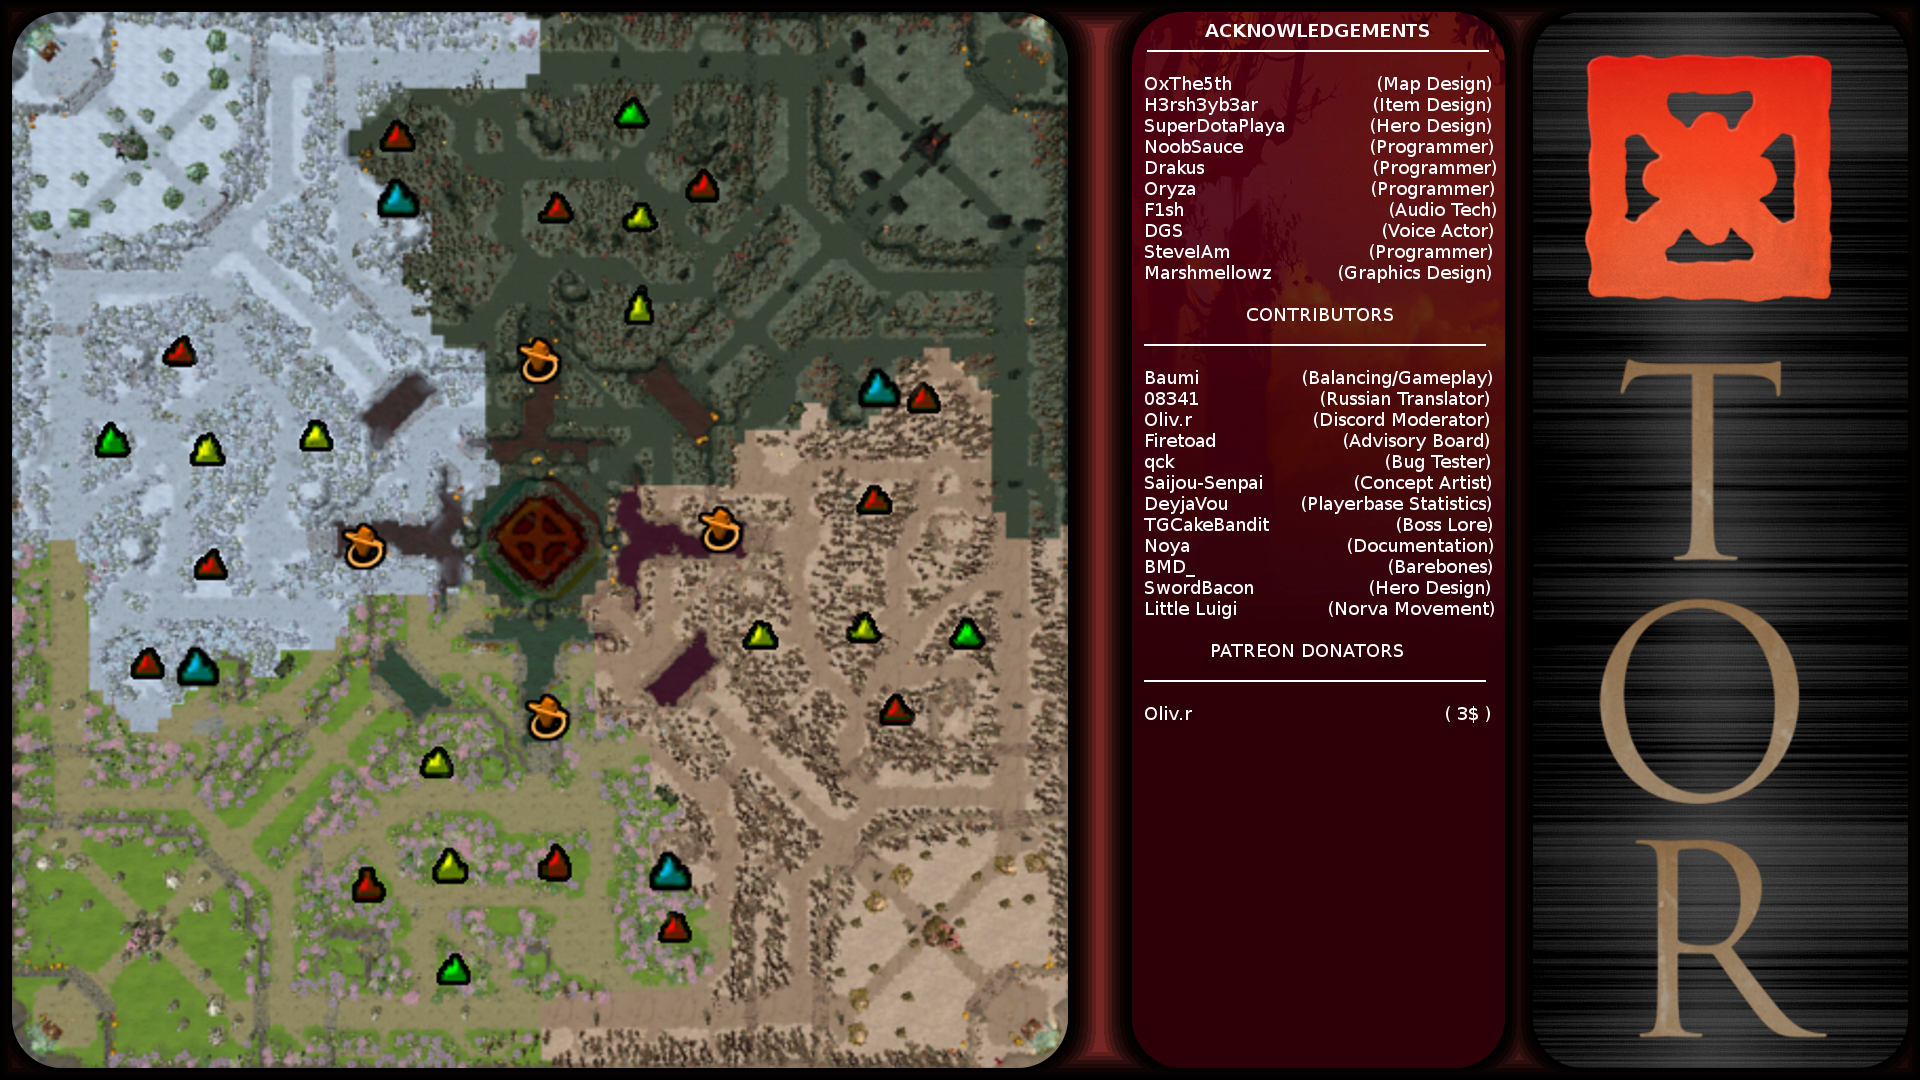 ACKNOWLEDGEMENTS
OxThe5th (Map Design)
H3rsh3yb3ar (Item Design)
SuperDotaPlaya (Hero Design)
NoobSauce (Programmer)
Drakus (Programmer)
Oryza (Programmer)
F1sh (Audio Tech)
DGS (Voice Actor)
SteveIAm (Programmer)
Marshmellowz (Graphics Design)
CONTRIBUTORS
Baumi (Balancing/Gameplay)
08341 (Russian Translator)
Oliv.r (Discord Moderator)
Firetoad (Advisory Board)
qck (Bug Tester)
Saijou-Senpai (Concept Artist)
DeyjaVou (Playerbase Statistics)
TGCakeBandit (Boss Lore)
Noya (Documentation)
BMD_ (Barebones)
SwordBacon (Hero Design)
Little Luigi (Norva Movement)
PATREON DONATORS
Oliv.r ( 3$ )
T
O
R